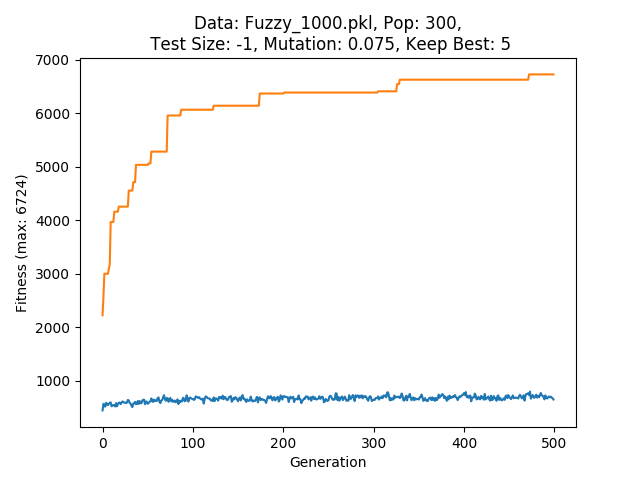 Data: Fuzzy_1000.pkl, Pop: 300,
Test Size: -1, Mutation: 0.075, Keep Best: 5
7000
6000
5000
4000
3000
2000
1000
Fitness (max: 6724)
0 100 200 300 400 500
Generation